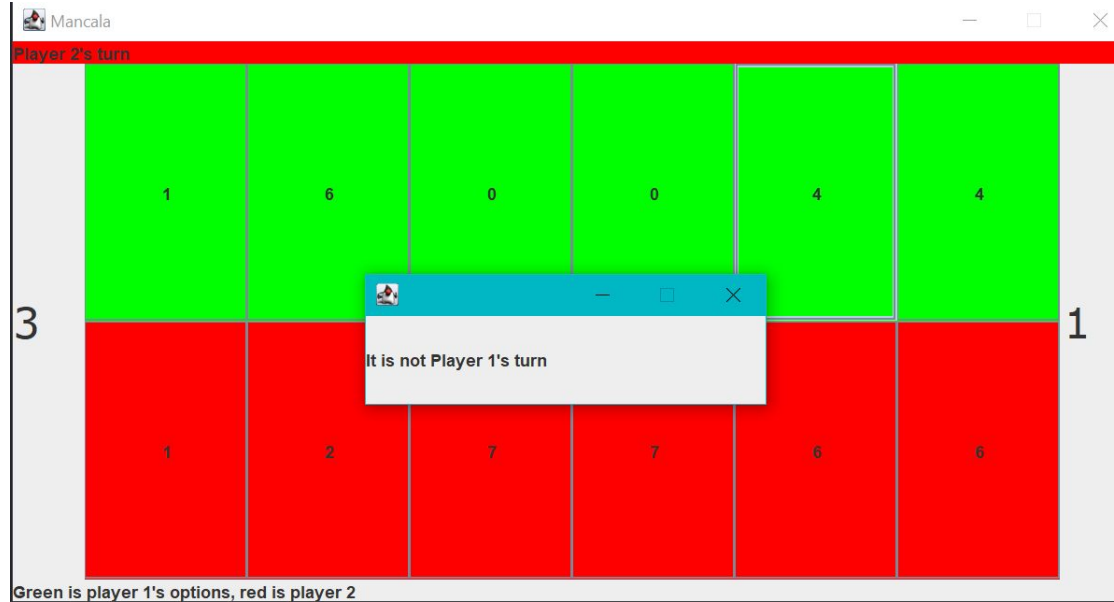 Mancala
Player 2's turn
1 6 0 0 4 4
3
1
It is not Player 1's turn
1 2 7 7 6 6
Green is player 1's options, red is player 2